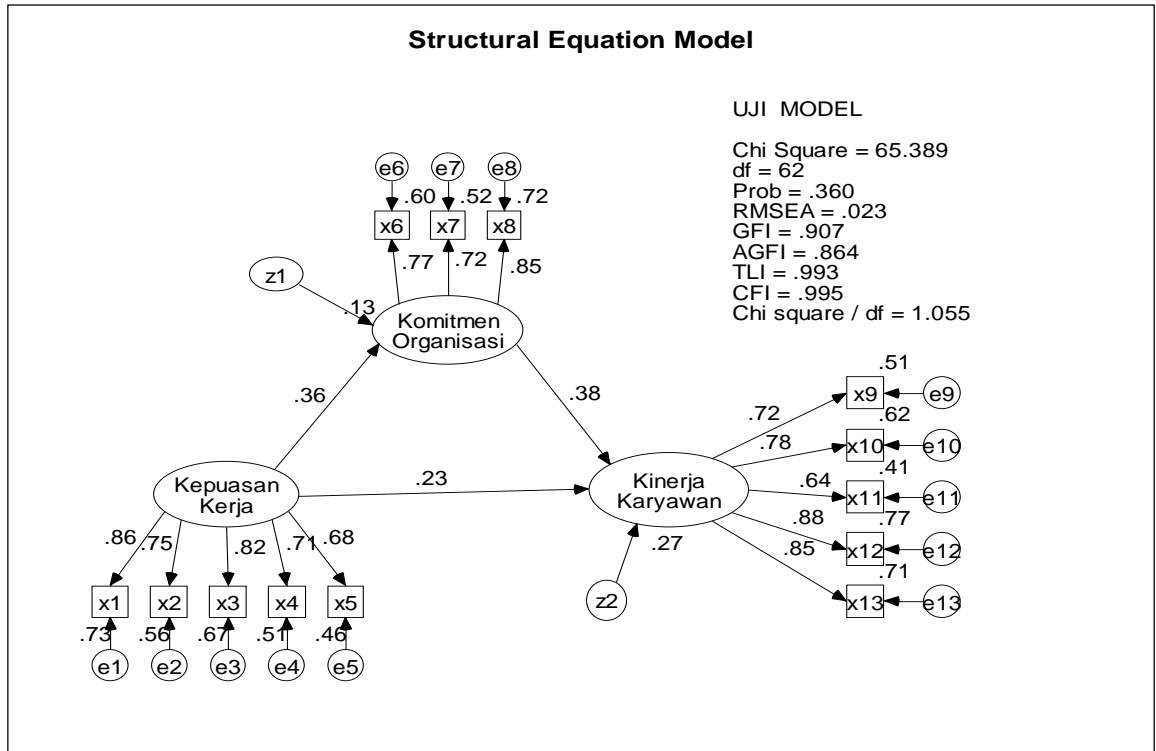 Structural Equation Model
UJI MODEL
Chi Square = 65.389
df = 62
Prob = .360
RMSEA = .023
GFI = .907
AGFI = .864
TLI = .993
CFI = .995
Chi square / df = 1.055
e6 e7 e8
.60 .52 .72
x6 x7 x8
.77 .72 .85
z1
.13
Komitmen
Organisasi
.36
.38
.51
x9 e9
.72
.62
x10 e10
.78
.41
x11 e11
.64
.77
x12 e12
.88
.71
x13 e13
.85
Kepuasan
Kerja
.23
Kinerja
Karyawan
.27
z2
.86 .75 .82 .71 .68
x1 x2 x3 x4 x5
.73 .56 .67 .51 .46
e1 e2 e3 e4 e5